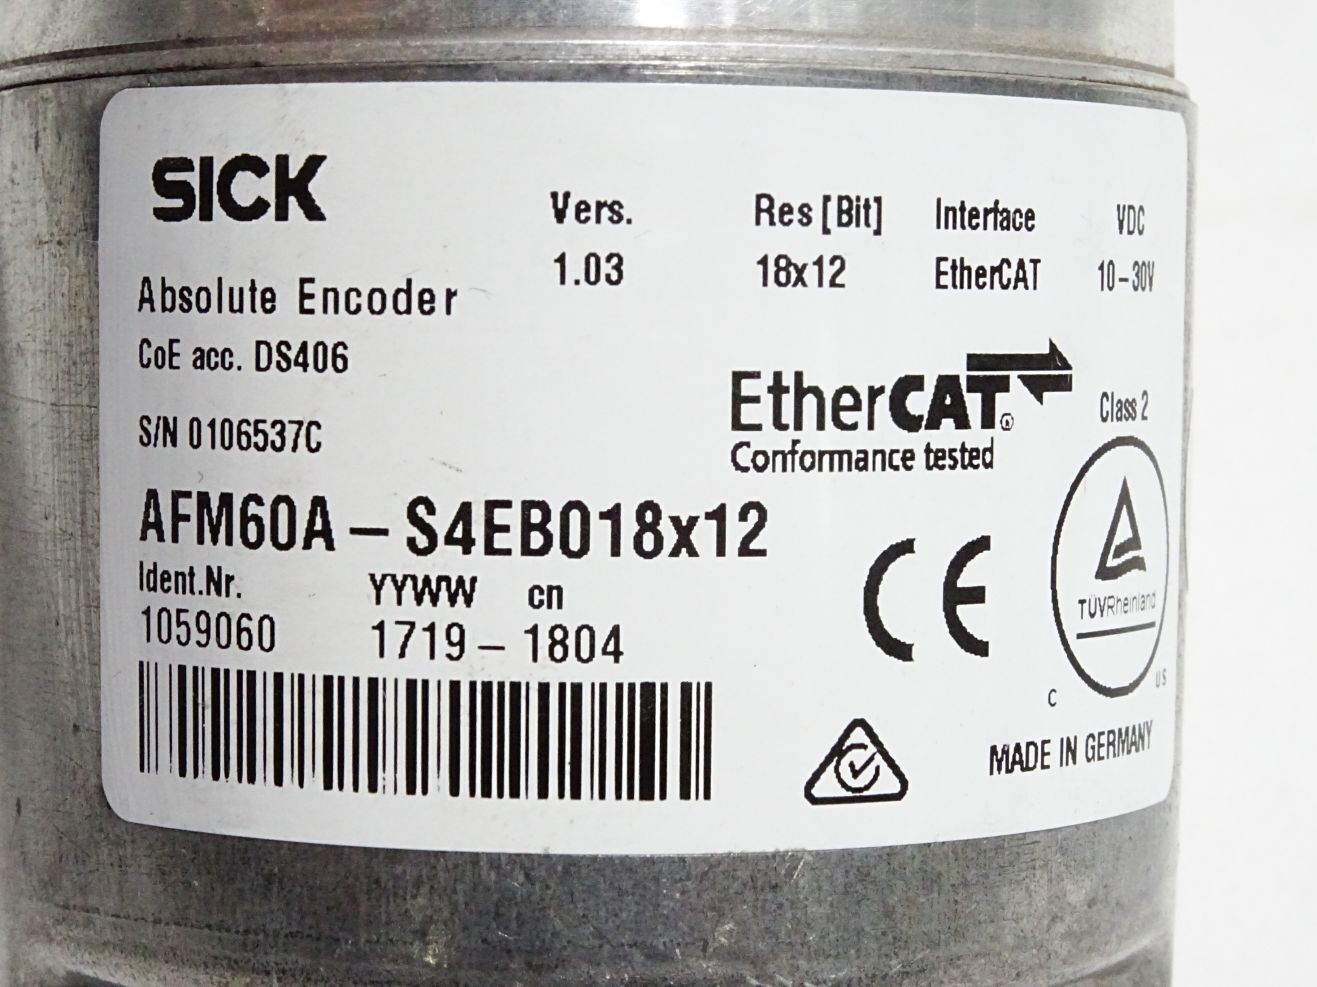 SICK
Vers. Res [Bit] Interface VDC
1.03 18x12 EtherCAT 10-30V
Absolute Encoder
CoE acc. DS406
S/N 0106537C
EtherCAT®
Conformance tested
Class 2
AFM60A - S4EB018x12
Ident.Nr. YYWW cn
1059060 1719 - 1804
CE
TÜVRheinland
C US
MADE IN GERMANY